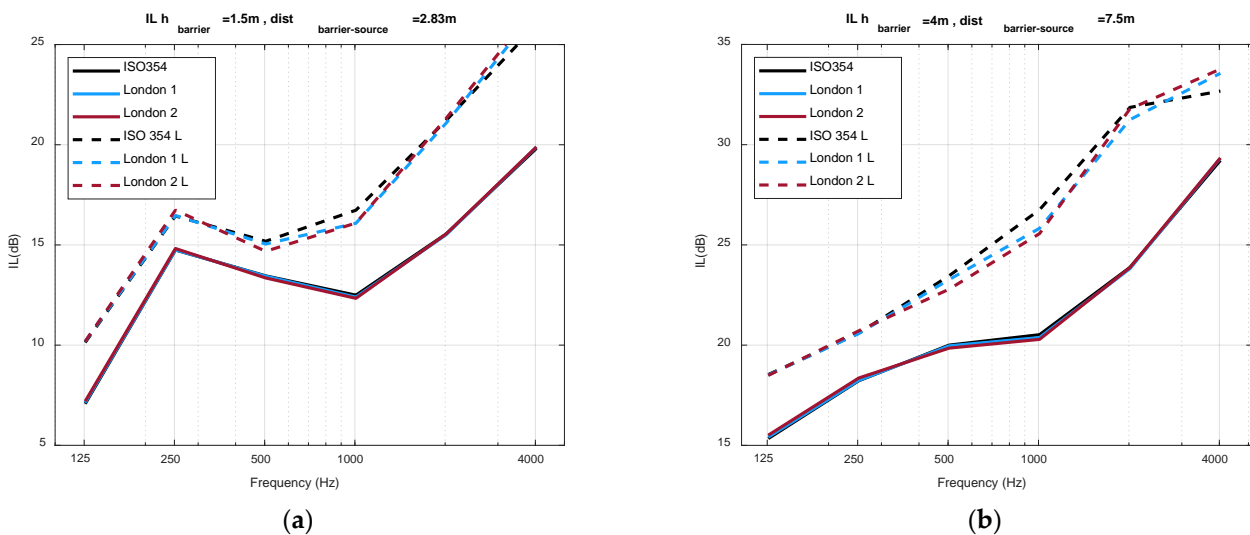 IL h barrier =1.5m , dist barrier-source =2.83m
25
20
15
10
5
IL(dB)
ISO354
London 1
London 2
ISO 354 L
London 1 L
London 2 L
125 250 500 1000 4000
Frequency (Hz)
(a)
IL h barrier =4m , dist barrier-source =7.5m
35
30
25
20
15
IL(dB)
ISO354
London 1
London 2
ISO 354 L
London 1 L
London 2 L
125 250 500 1000 4000
Frequency (Hz)
(b)